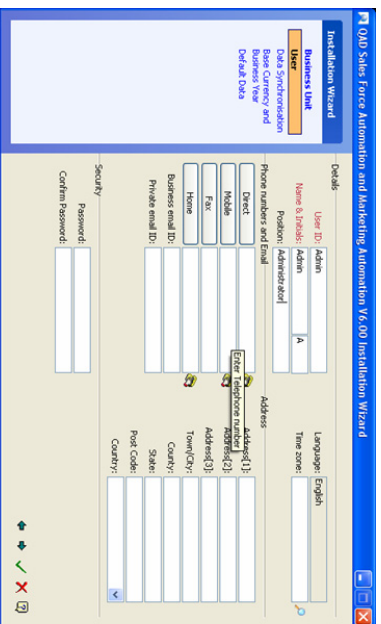 QAD Sales Force Automation and Marketing Automation V6.00 Installation Wizard
Installation Wizard
Business Unit
User
Data Synchronisation
Base Currency and
Business Year
Default Data
Details
User ID: Admin
Language: English
Name & Initials: Admin A
Time zone:
Position: Administrator
Phone numbers and Email
Address
Direct
Address[1]:
Enter Telephone number
Mobile
Address[2]:
Fax
Address[3]:
Home
Town/City:
Business email ID:
County:
Private email ID:
State:
Post Code:
Security
Country:
Password:
Confirm Password: